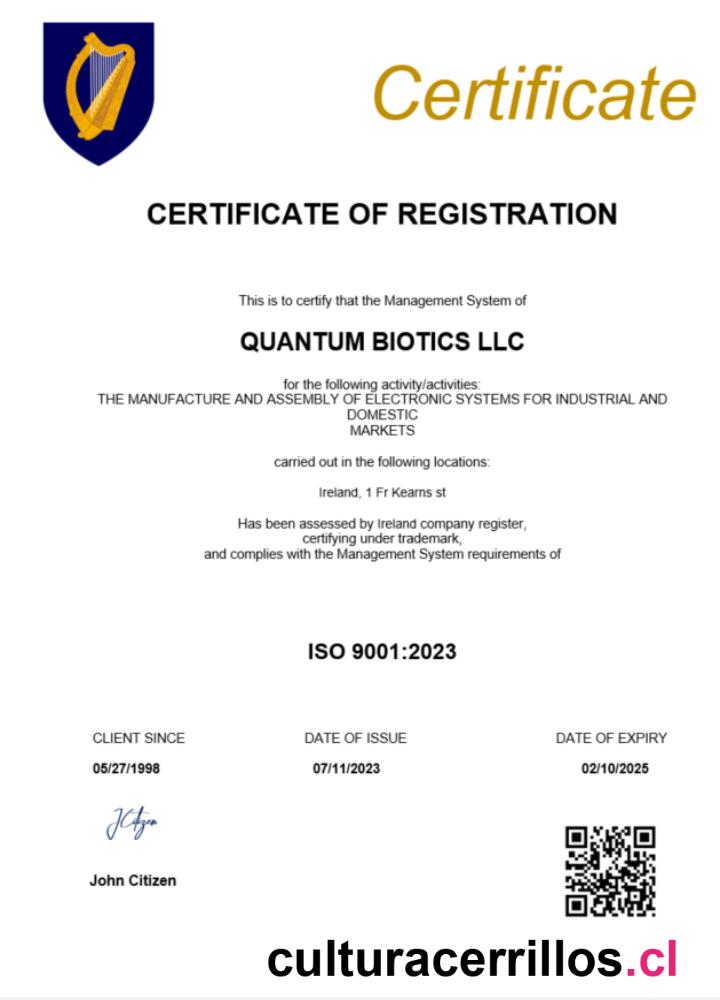 Certificate
CERTIFICATE OF REGISTRATION
This is to certify that the Management System of
QUANTUM BIOTICS LLC
for the following activity/activities:
THE MANUFACTURE AND ASSEMBLY OF ELECTRONIC SYSTEMS FOR INDUSTRIAL AND
DOMESTIC
MARKETS
carried out in the following locations:
Ireland, 1 Fr Kearns st
Has been assessed by Ireland company register,
certifying under trademark,
and complies with the Management System requirements of
ISO 9001:2023
CLIENT SINCE DATE OF ISSUE DATE OF EXPIRY
05/27/1998 07/11/2023 02/10/2025
JCitizen
John Citizen
culturacerrillos.cl